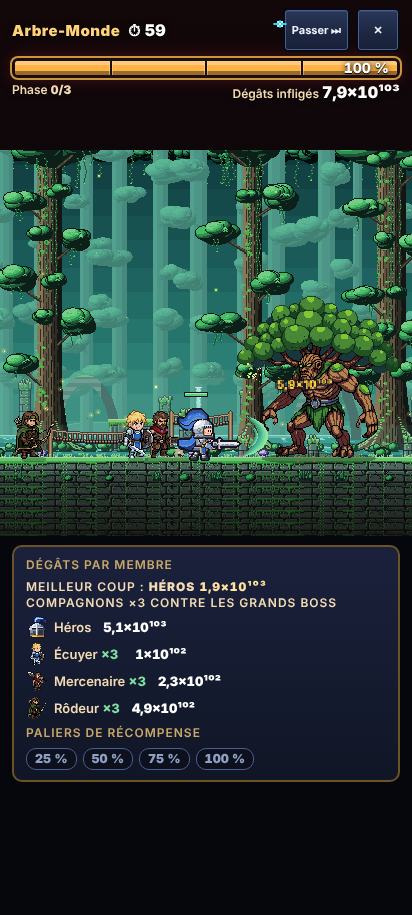 Arbre-Monde ⏱ 59
Passer ⏭
×
100 %
Phase 0/3
Dégâts infligés 7,9×10¹⁰³
5,9×10¹⁰³
DÉGÂTS PAR MEMBRE
MEILLEUR COUP : HÉROS 1,9×10¹⁰³
COMPAGNONS ×3 CONTRE LES GRANDS BOSS
Héros 5,1×10¹⁰³
Écuyer ×3 1×10¹⁰²
Mercenaire ×3 2,3×10¹⁰²
Rôdeur ×3 4,9×10¹⁰²
PALIERS DE RÉCOMPENSE
25 % 50 % 75 % 100 %